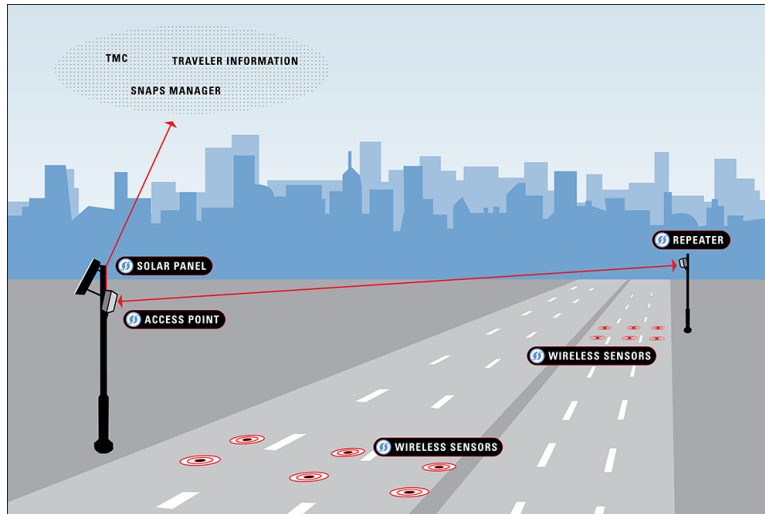 TMC
TRAVELER INFORMATION
SNAPS MANAGER
REPEATER
SOLAR PANEL
ACCESS POINT
WIRELESS SENSORS
WIRELESS SENSORS